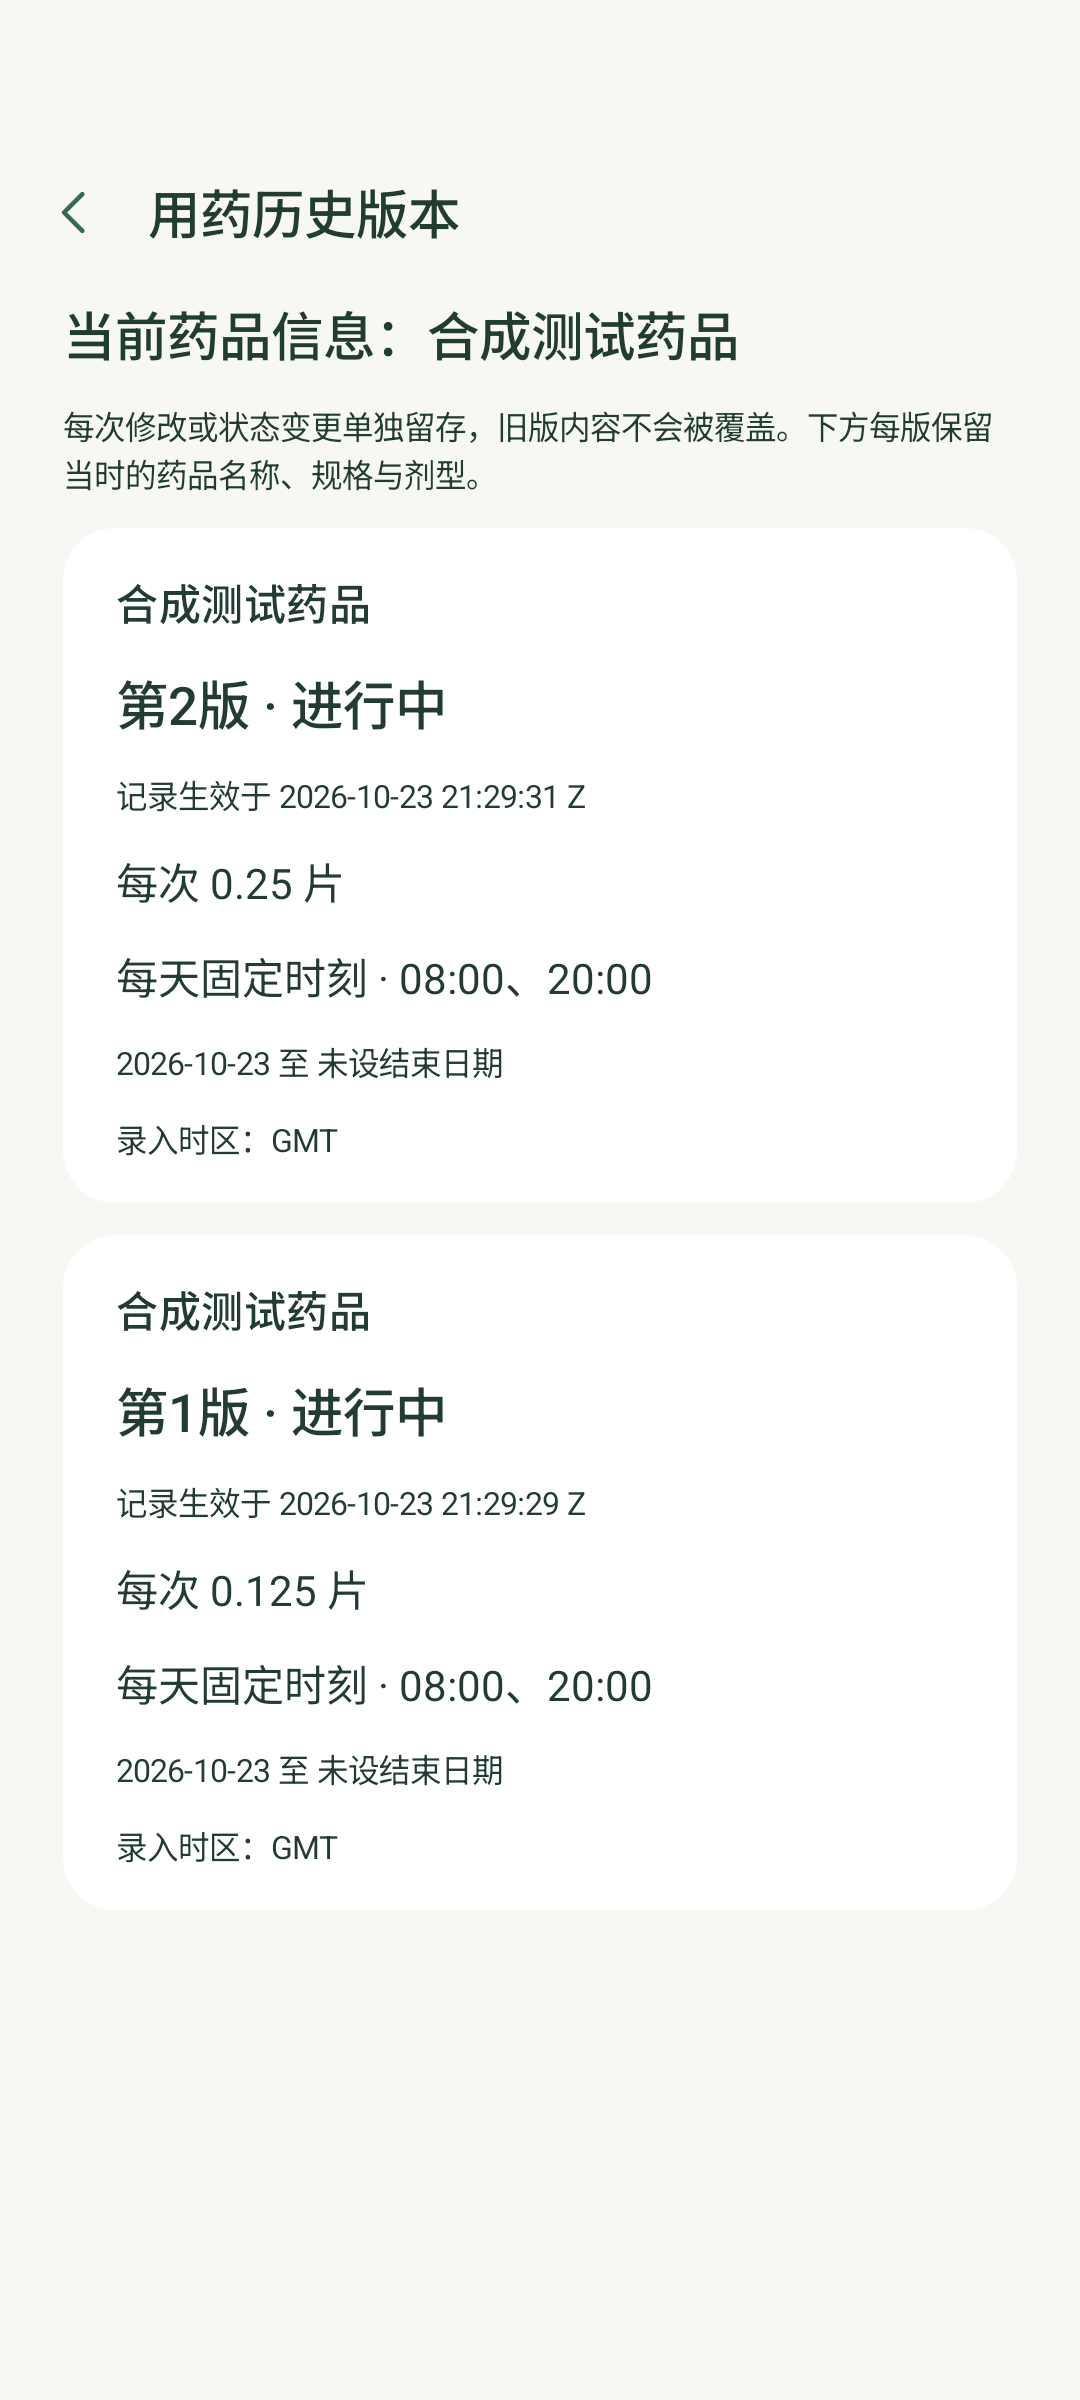 用药历史版本
当前药品信息：合成测试药品
每次修改或状态变更单独留存，旧版内容不会被覆盖。下方每版保留
当时的药品名称、规格与剂型。
合成测试药品
第2版 · 进行中
记录生效于 2026-10-23 21:29:31 Z
每次 0.25 片
每天固定时刻 · 08:00、20:00
2026-10-23 至 未设结束日期
录入时区：GMT
合成测试药品
第1版 · 进行中
记录生效于 2026-10-23 21:29:29 Z
每次 0.125 片
每天固定时刻 · 08:00、20:00
2026-10-23 至 未设结束日期
录入时区：GMT